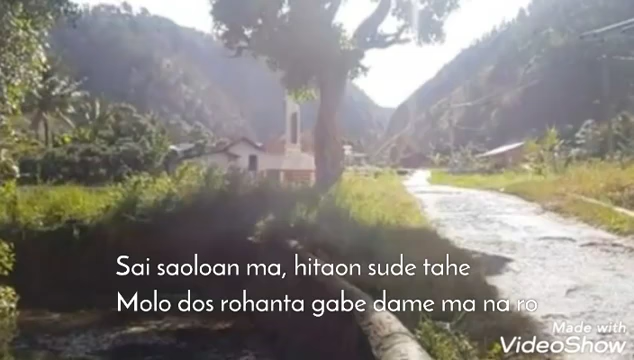 Sai saoloan ma, hitaon sude tahe
Molo dos rohanta gabe dame ma na ro
Made with
VideoShow